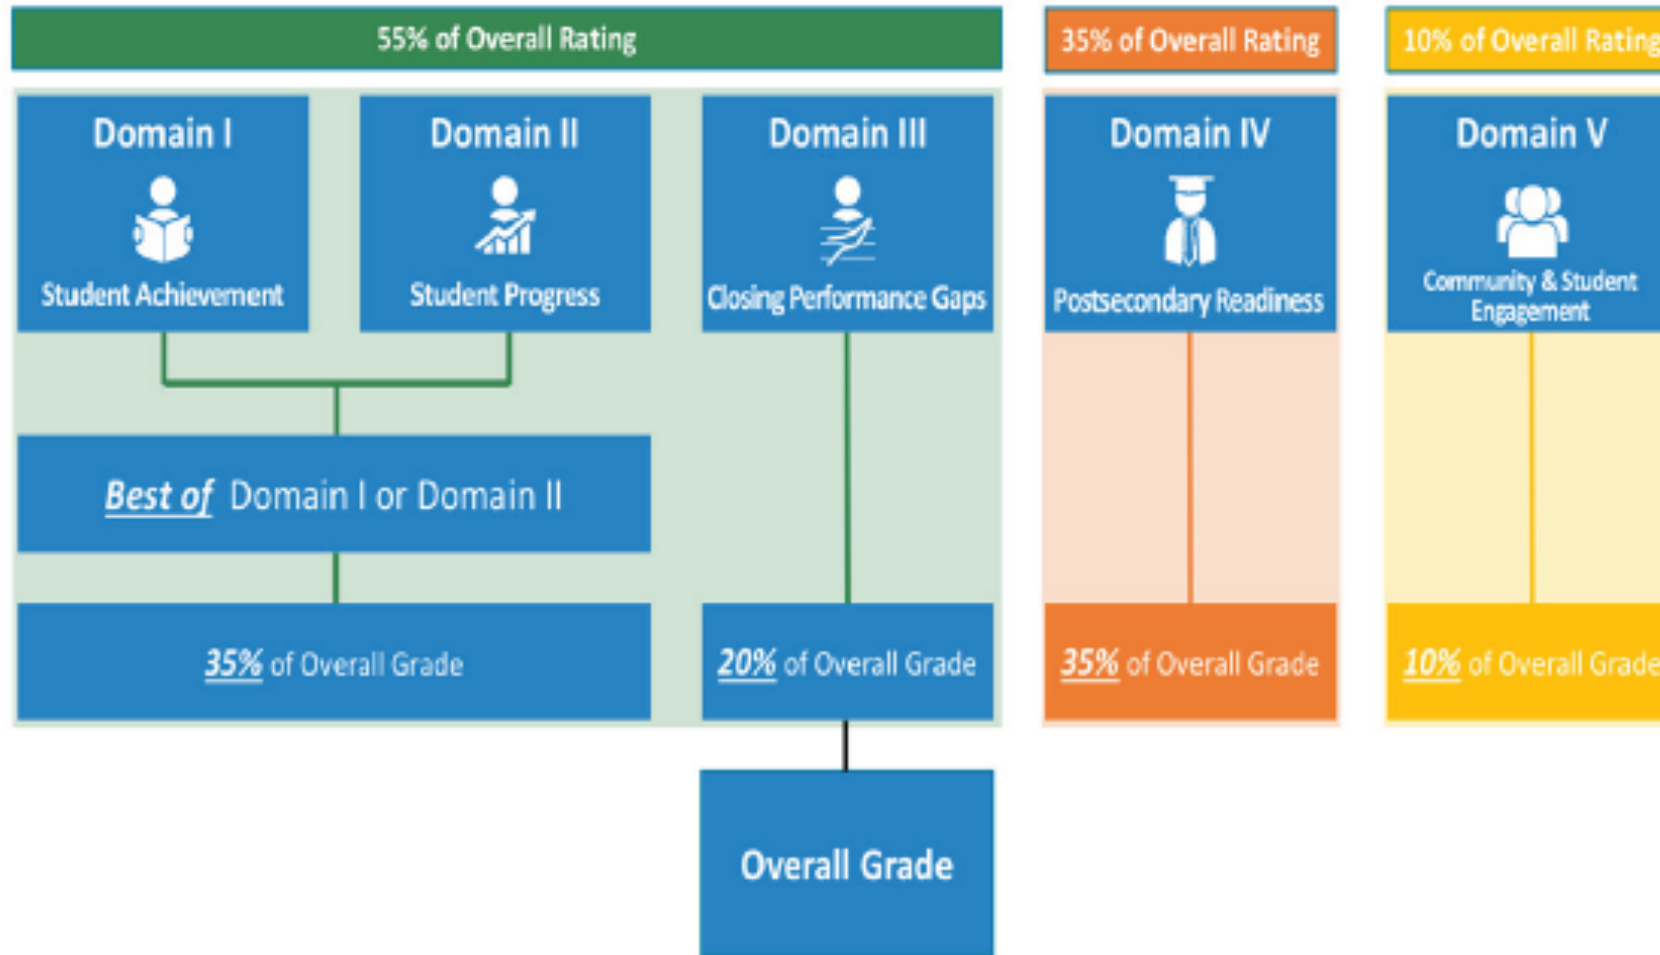 55% of Overall Rating
35% of Overall Rating
10% of Overall Rating
Domain I
Student Achievement
Domain II
Student Progress
Domain III
Closing Performance Gaps
Domain IV
Postsecondary Readiness
Domain V
Community & Student
Engagement
Best of Domain I or Domain II
35% of Overall Grade
20% of Overall Grade
35% of Overall Grade
10% of Overall Grade
Overall Grade